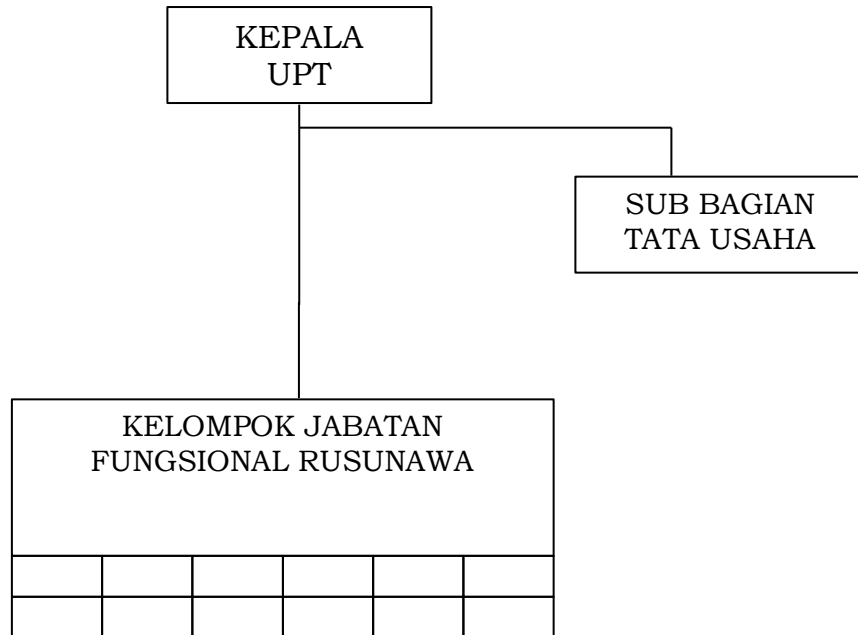 KEPALA
UPT
SUB BAGIAN
TATA USAHA
KELOMPOK JABATAN
FUNGSIONAL RUSUNAWA